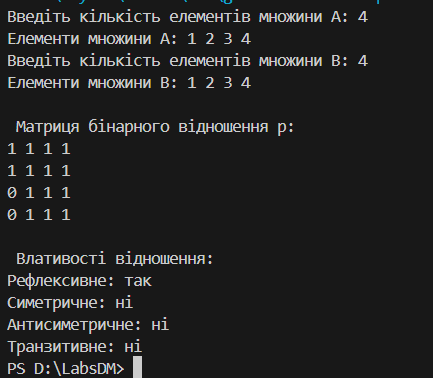 Введіть кількість елементів множини A: 4
Елементи множини A: 1 2 3 4
Введіть кількість елементів множини B: 4
Елементи множини B: 1 2 3 4
Матриця бінарного відношення p:
1 1 1 1
1 1 1 1
0 1 1 1
0 1 1 1
Влативості відношення:
Рефлексивне: так
Симетричне: ні
Антисиметричне: ні
Транзитивне: ні
PS D:\LabsDM>